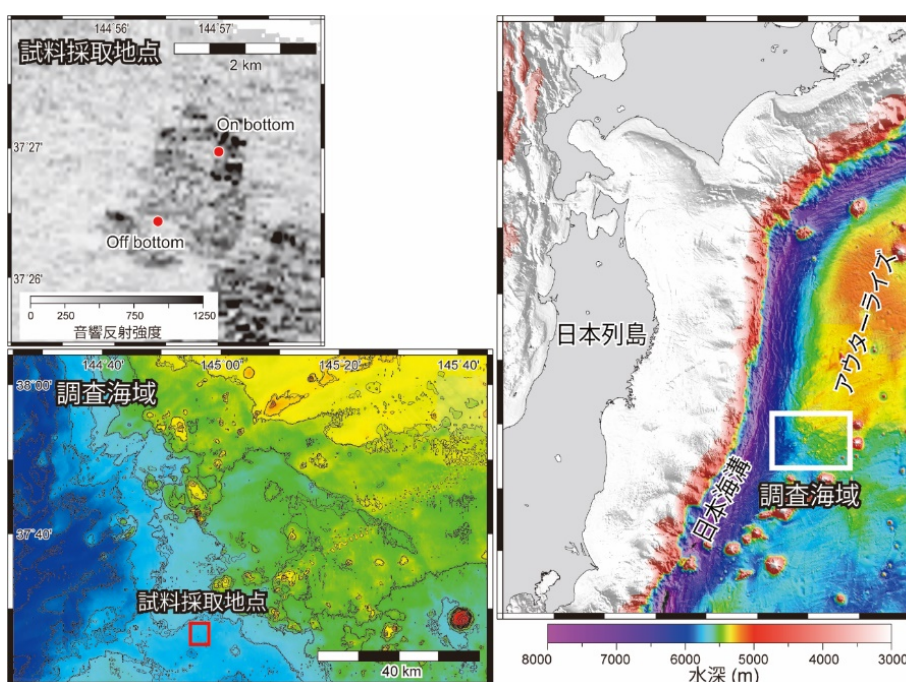 144˚56' 144˚57'
試料採取地点
2 km
On bottom
37˚27'
Off bottom
37˚26'
0 250 500 750 1250
音響反射強度
144˚40' 145˚00' 145˚20' 145˚40'
38˚00'
調査海域
37˚40'
試料採取地点
40 km
日本列島
アウターライズ
日本海溝
調査海域
8000 7000 6000 5000 4000 3000
水深 (m)